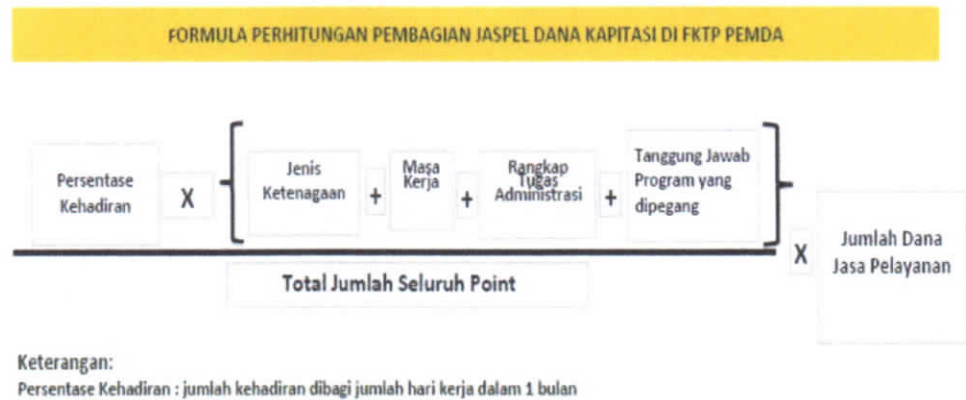 FORMULA PERHITUNGAN PEMBAGIAN JASPEL DANA KAPITASI DI FKTP PEMDA
Persentase
Kehadiran
X
Jenis
Ketenagaan
+
Masa
Kerja
+
Rangkap
Tugas
Administrasi
+
Tanggung Jawab
Program yang
dipegang
Total Jumlah Seluruh Point
X
Jumlah Dana
Jasa Pelayanan
Keterangan:
Persentase Kehadiran : jumlah kehadiran dibagi jumlah hari kerja dalam 1 bulan